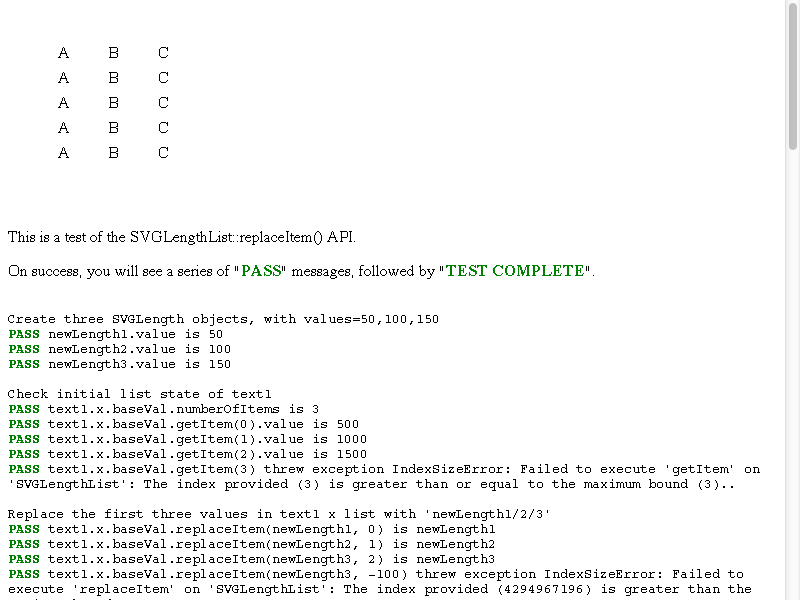 A B C
A B C
A B C
A B C
A B C
This is a test of the SVGLengthList::replaceItem() API.
On success, you will see a series of "PASS" messages, followed by "TEST COMPLETE".
Create three SVGLength objects, with values=50,100,150
PASS newLength1.value is 50
PASS newLength2.value is 100
PASS newLength3.value is 150
Check initial list state of text1
PASS text1.x.baseVal.numberOfItems is 3
PASS text1.x.baseVal.getItem(0).value is 500
PASS text1.x.baseVal.getItem(1).value is 1000
PASS text1.x.baseVal.getItem(2).value is 1500
PASS text1.x.baseVal.getItem(3) threw exception IndexSizeError: Failed to execute 'getItem' on
'SVGLengthList': The index provided (3) is greater than or equal to the maximum bound (3)..
Replace the first three values in text1 x list with 'newLength1/2/3'
PASS text1.x.baseVal.replaceItem(newLength1, 0) is newLength1
PASS text1.x.baseVal.replaceItem(newLength2, 1) is newLength2
PASS text1.x.baseVal.replaceItem(newLength3, 2) is newLength3
PASS text1.x.baseVal.replaceItem(newLength3, -100) threw exception IndexSizeError: Failed to
execute 'replaceItem' on 'SVGLengthList': The index provided (4294967196) is greater than the